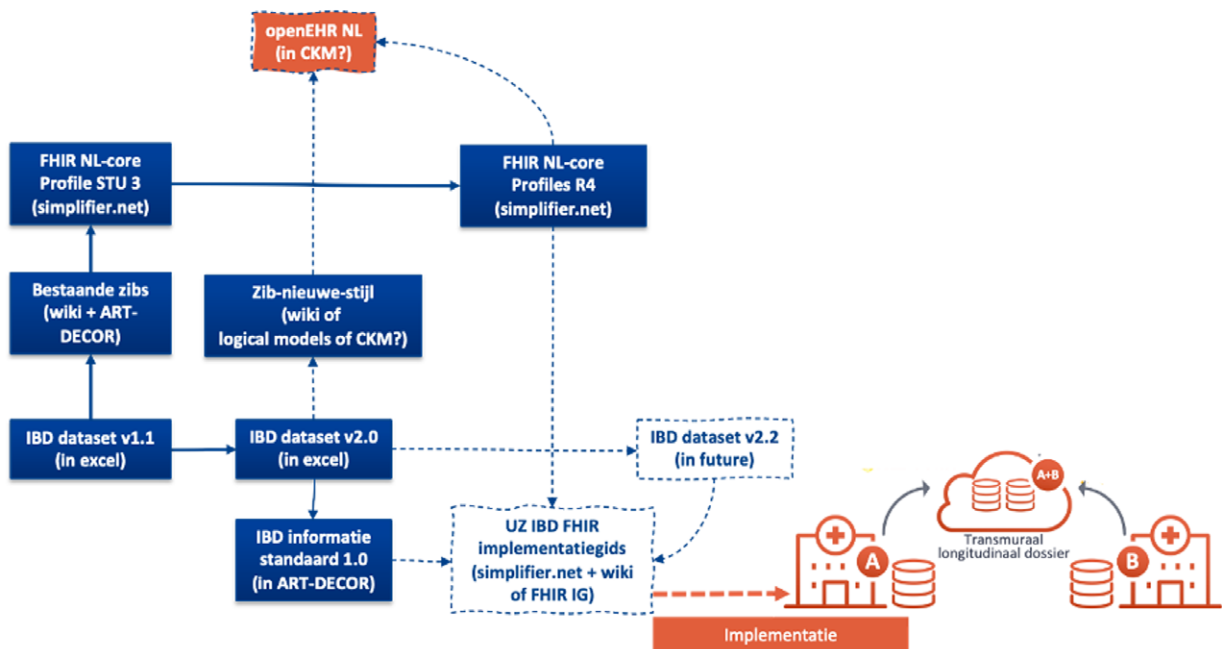 openEHR NL
(in CKM?)
FHIR NL-core
Profile STU 3
(simplifier.net)
FHIR NL-core
Profiles R4
(simplifier.net)
Bestaande zibs
(wiki + ART-
DECOR)
Zib-nieuwe-stijl
(wiki of
logical models of CKM?)
IBD dataset v1.1
(in excel)
IBD dataset v2.0
(in excel)
IBD dataset v2.2
(in future)
IBD informatie
standaard 1.0
(in ART-DECOR)
UZ IBD FHIR
implementatiegids
(simplifier.net + wiki
of FHIR IG)
A+B
Transmuraal
longitudinaal dossier
A
B
Implementatie